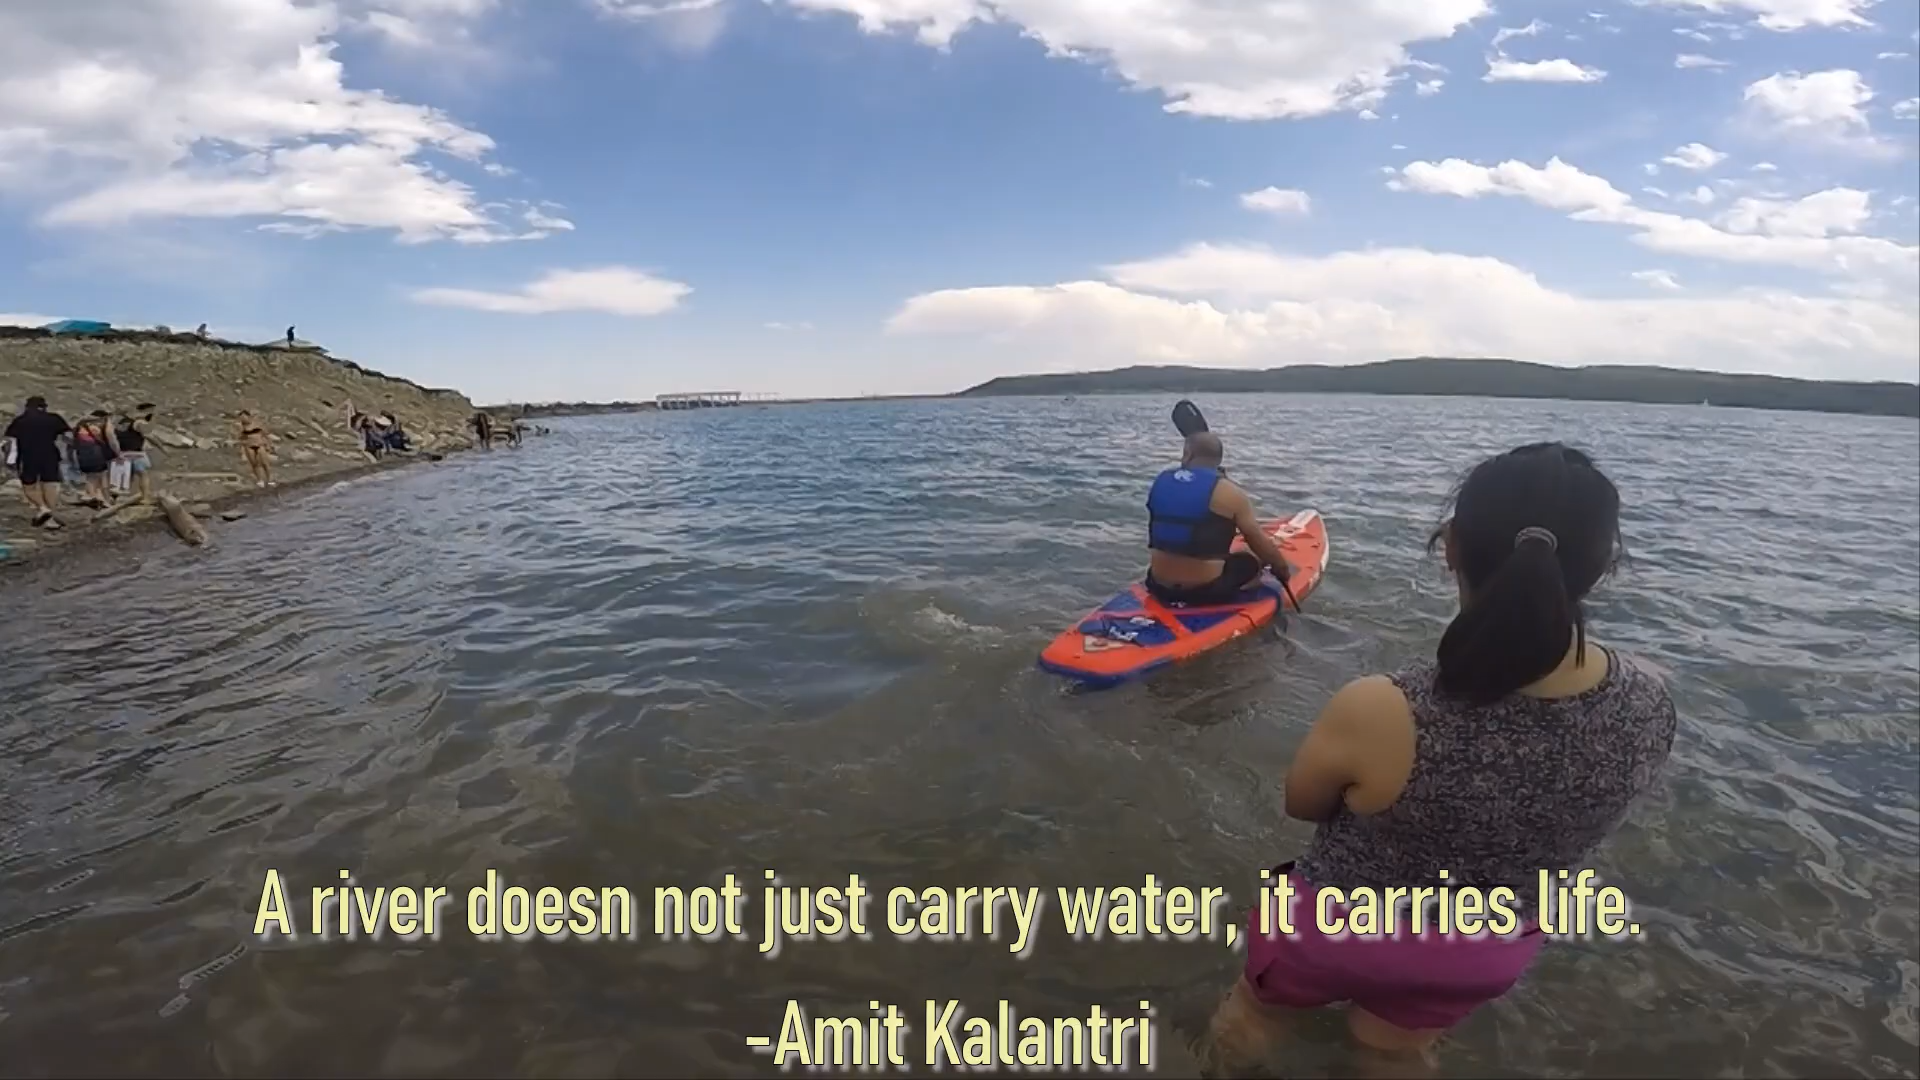 A river doesn not just carry water, it carries life.
-Amit Kalantri